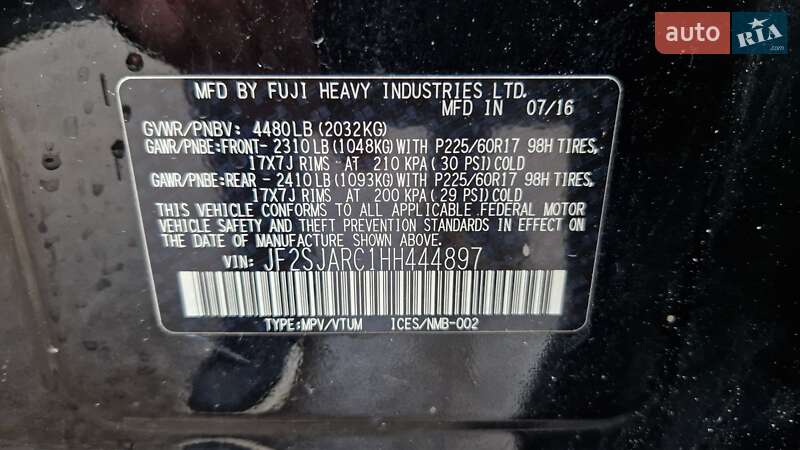 auto RIA
MFD BY FUJI HEAVY INDUSTRIES LTD.
MFD IN 07/16
GVWR/PNBV: 4480LB(2032KG)
GAWR/PNBE:FRONT- 2310LB(1048KG)WITH P225/60R17 98H TIRES,
17X7J RIMS AT 210 KPA(30 PSI)COLD
GAWR/PNBE:REAR - 2410LB(1093KG)WITH P225/60R17 98H TIRES,
17X7J RIMS AT 200 KPA(29 PSI)COLD
THIS VEHICLE CONFORMS TO ALL APPLICABLE FEDERAL MOTOR
VEHICLE SAFETY AND THEFT PREVENTION STANDARDS IN EFFECT ON
THE DATE OF MANUFACTURE SHOWN ABOVE.
VIN: JF2SJARC1HH444897
TYPE:MPV/VTUM ICES/NMB-002